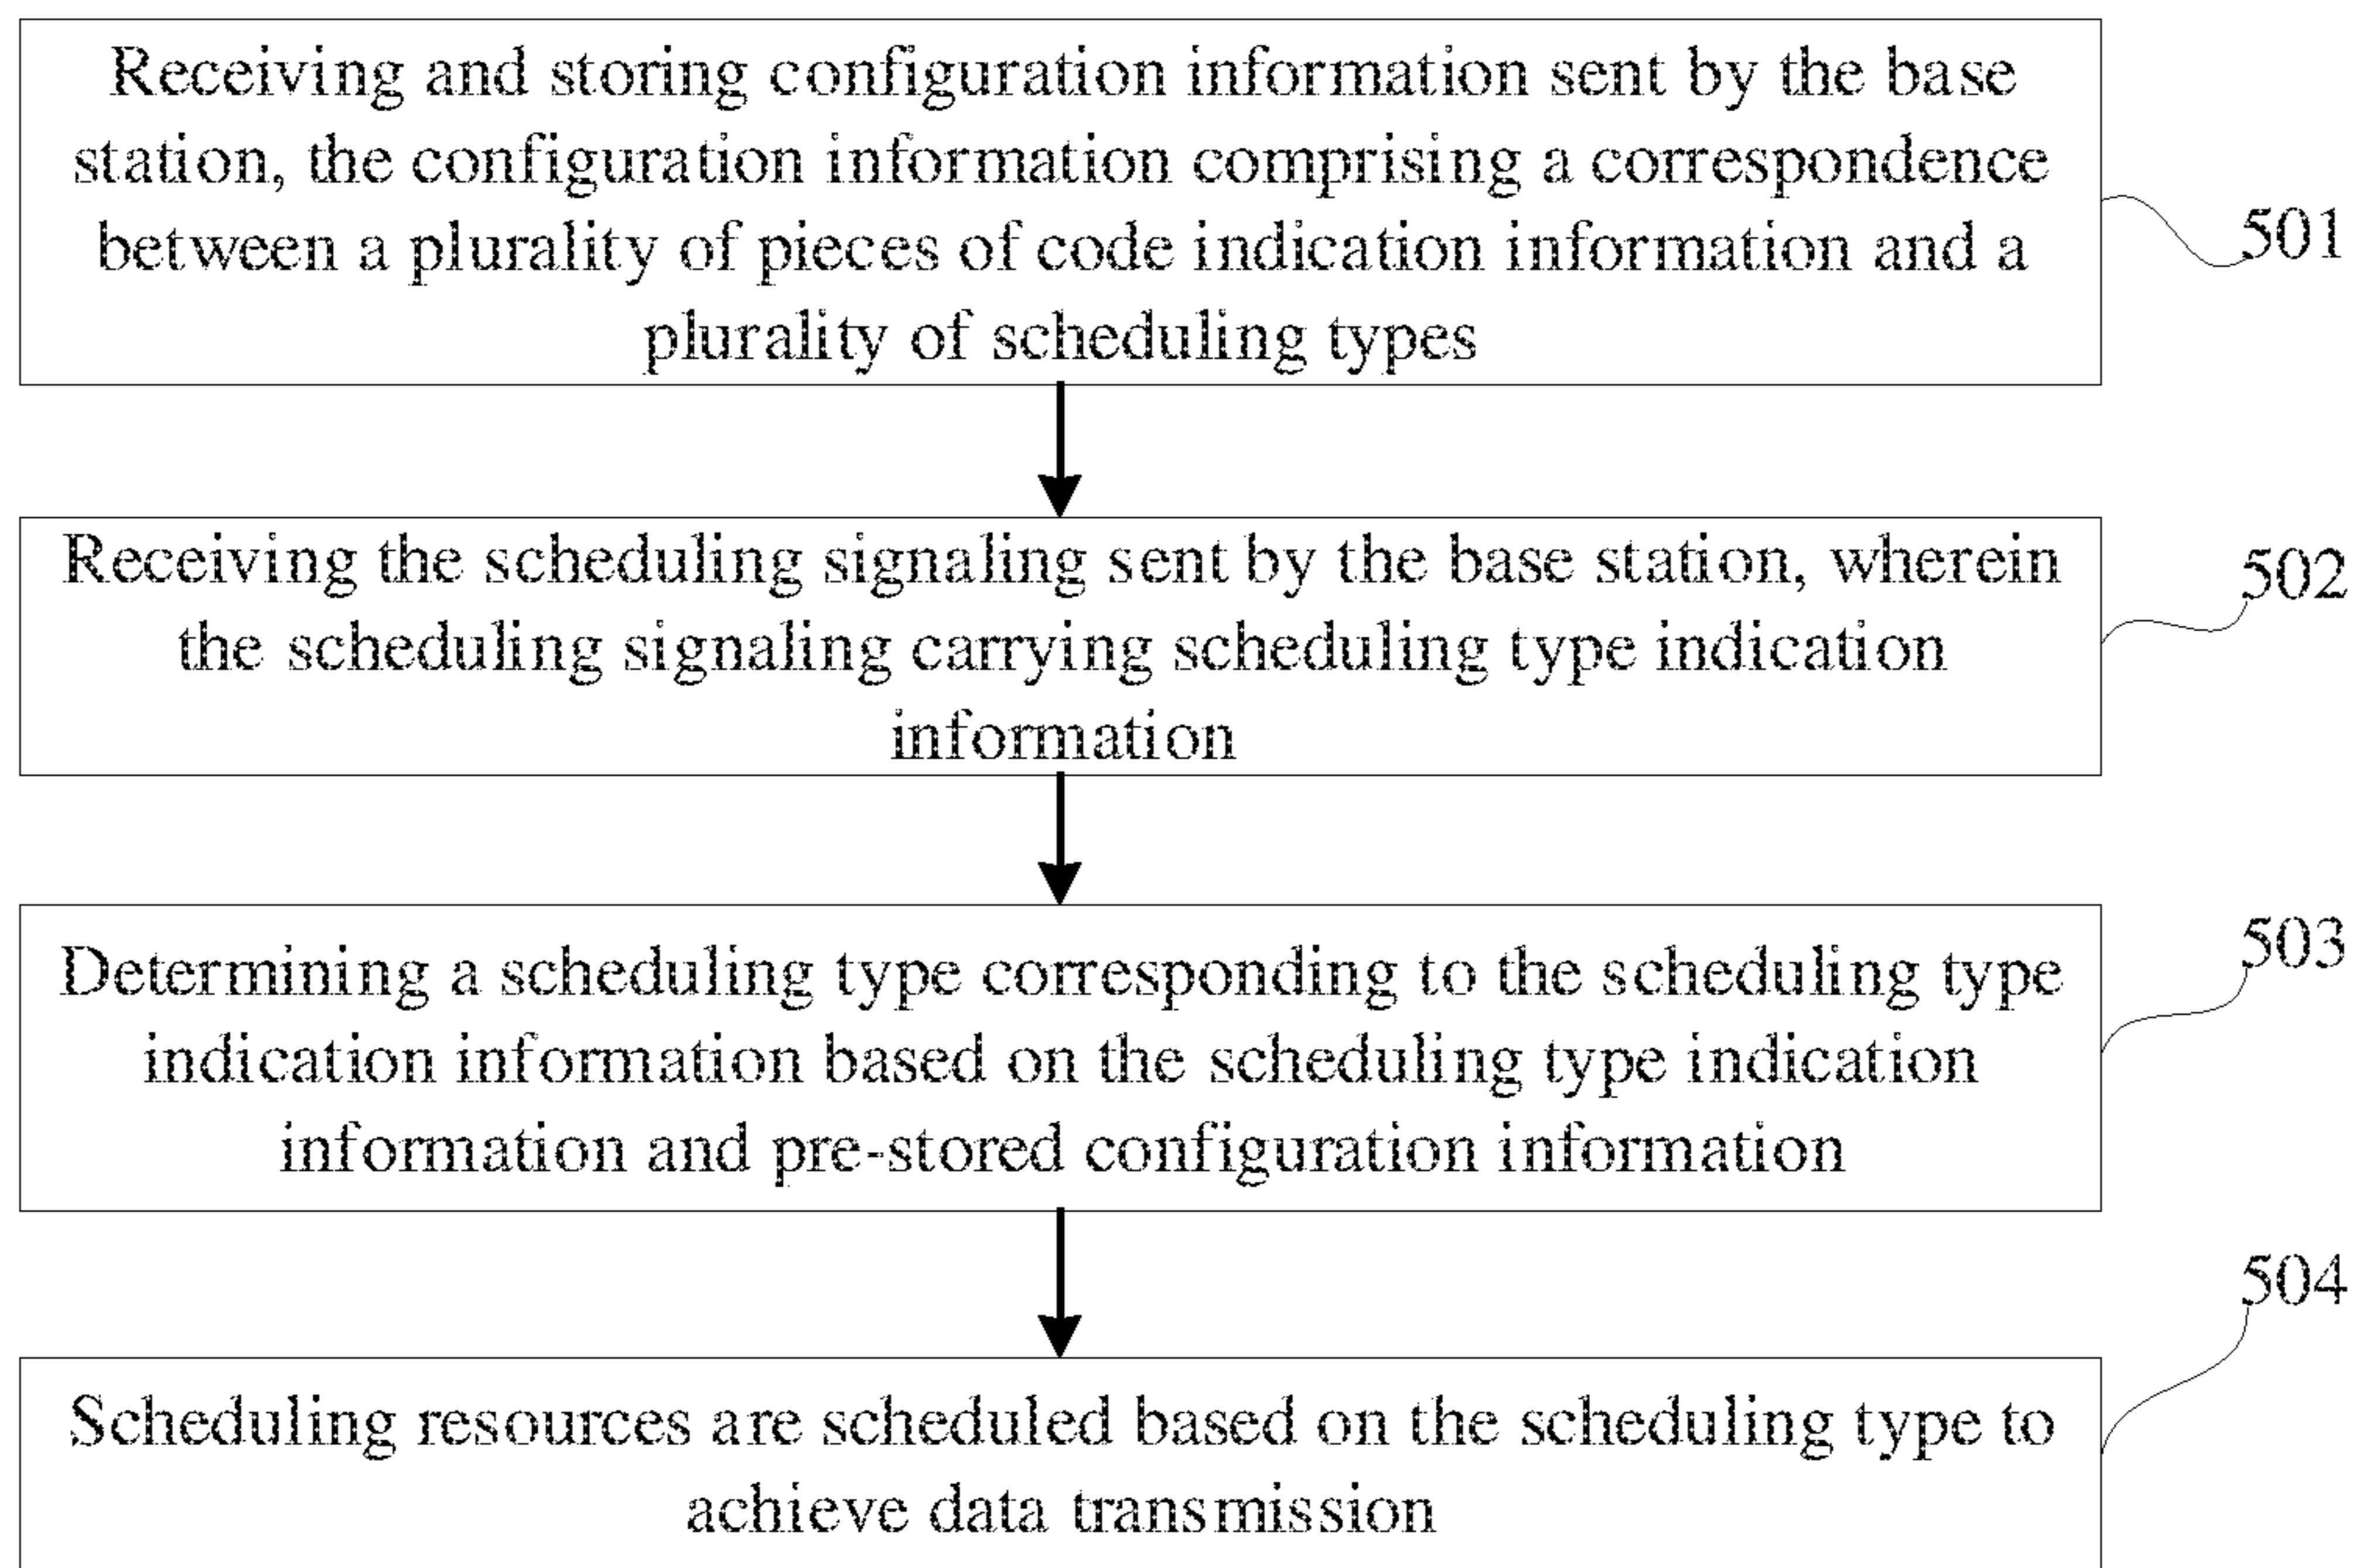 Receiving and storing configuration information sent by the base
station, the configuration information comprising a correspondence
between a plurality of pieces of code indication information and a
plurality of scheduling types
501
Receiving the scheduling signaling sent by the base station, wherein
the scheduling signaling carrying scheduling type indication
information
502
Determining a scheduling type corresponding to the scheduling type
indication information based on the scheduling type indication
information and pre-stored configuration information
503
Scheduling resources are scheduled based on the scheduling type to
achieve data transmission
504